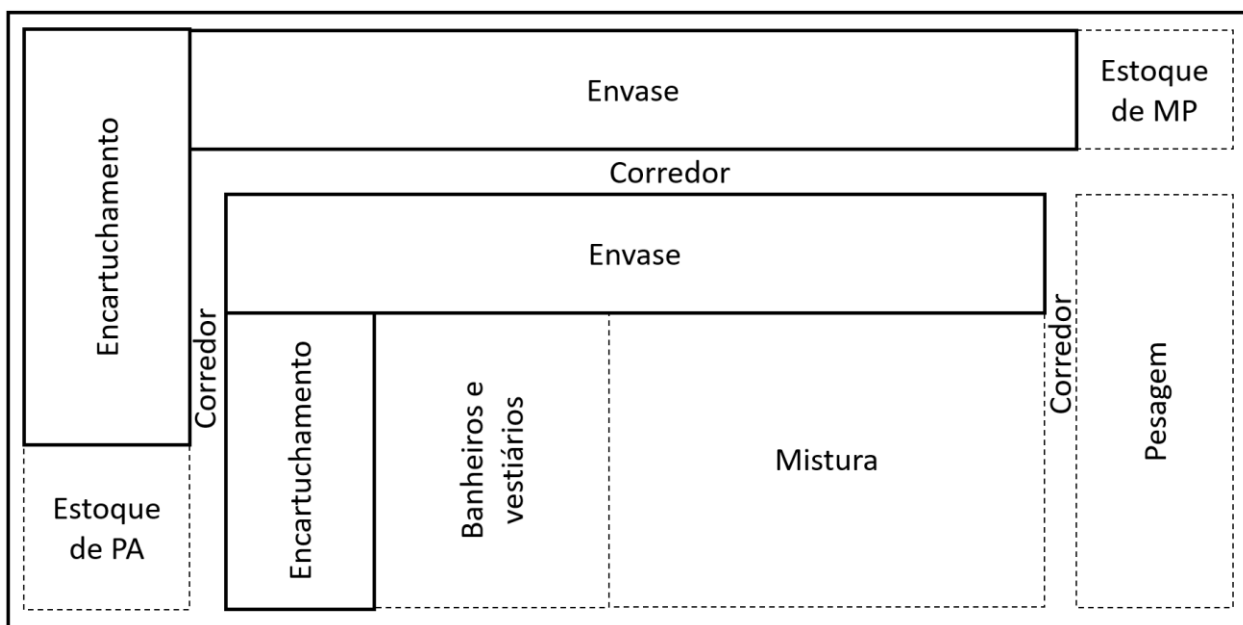 Envase
Estoque
de MP
Encartuchamento
Corredor
Envase
Corredor
Corredor
Pesagem
Encartuchamento
Banheiros e
vestiários
Mistura
Estoque
de PA